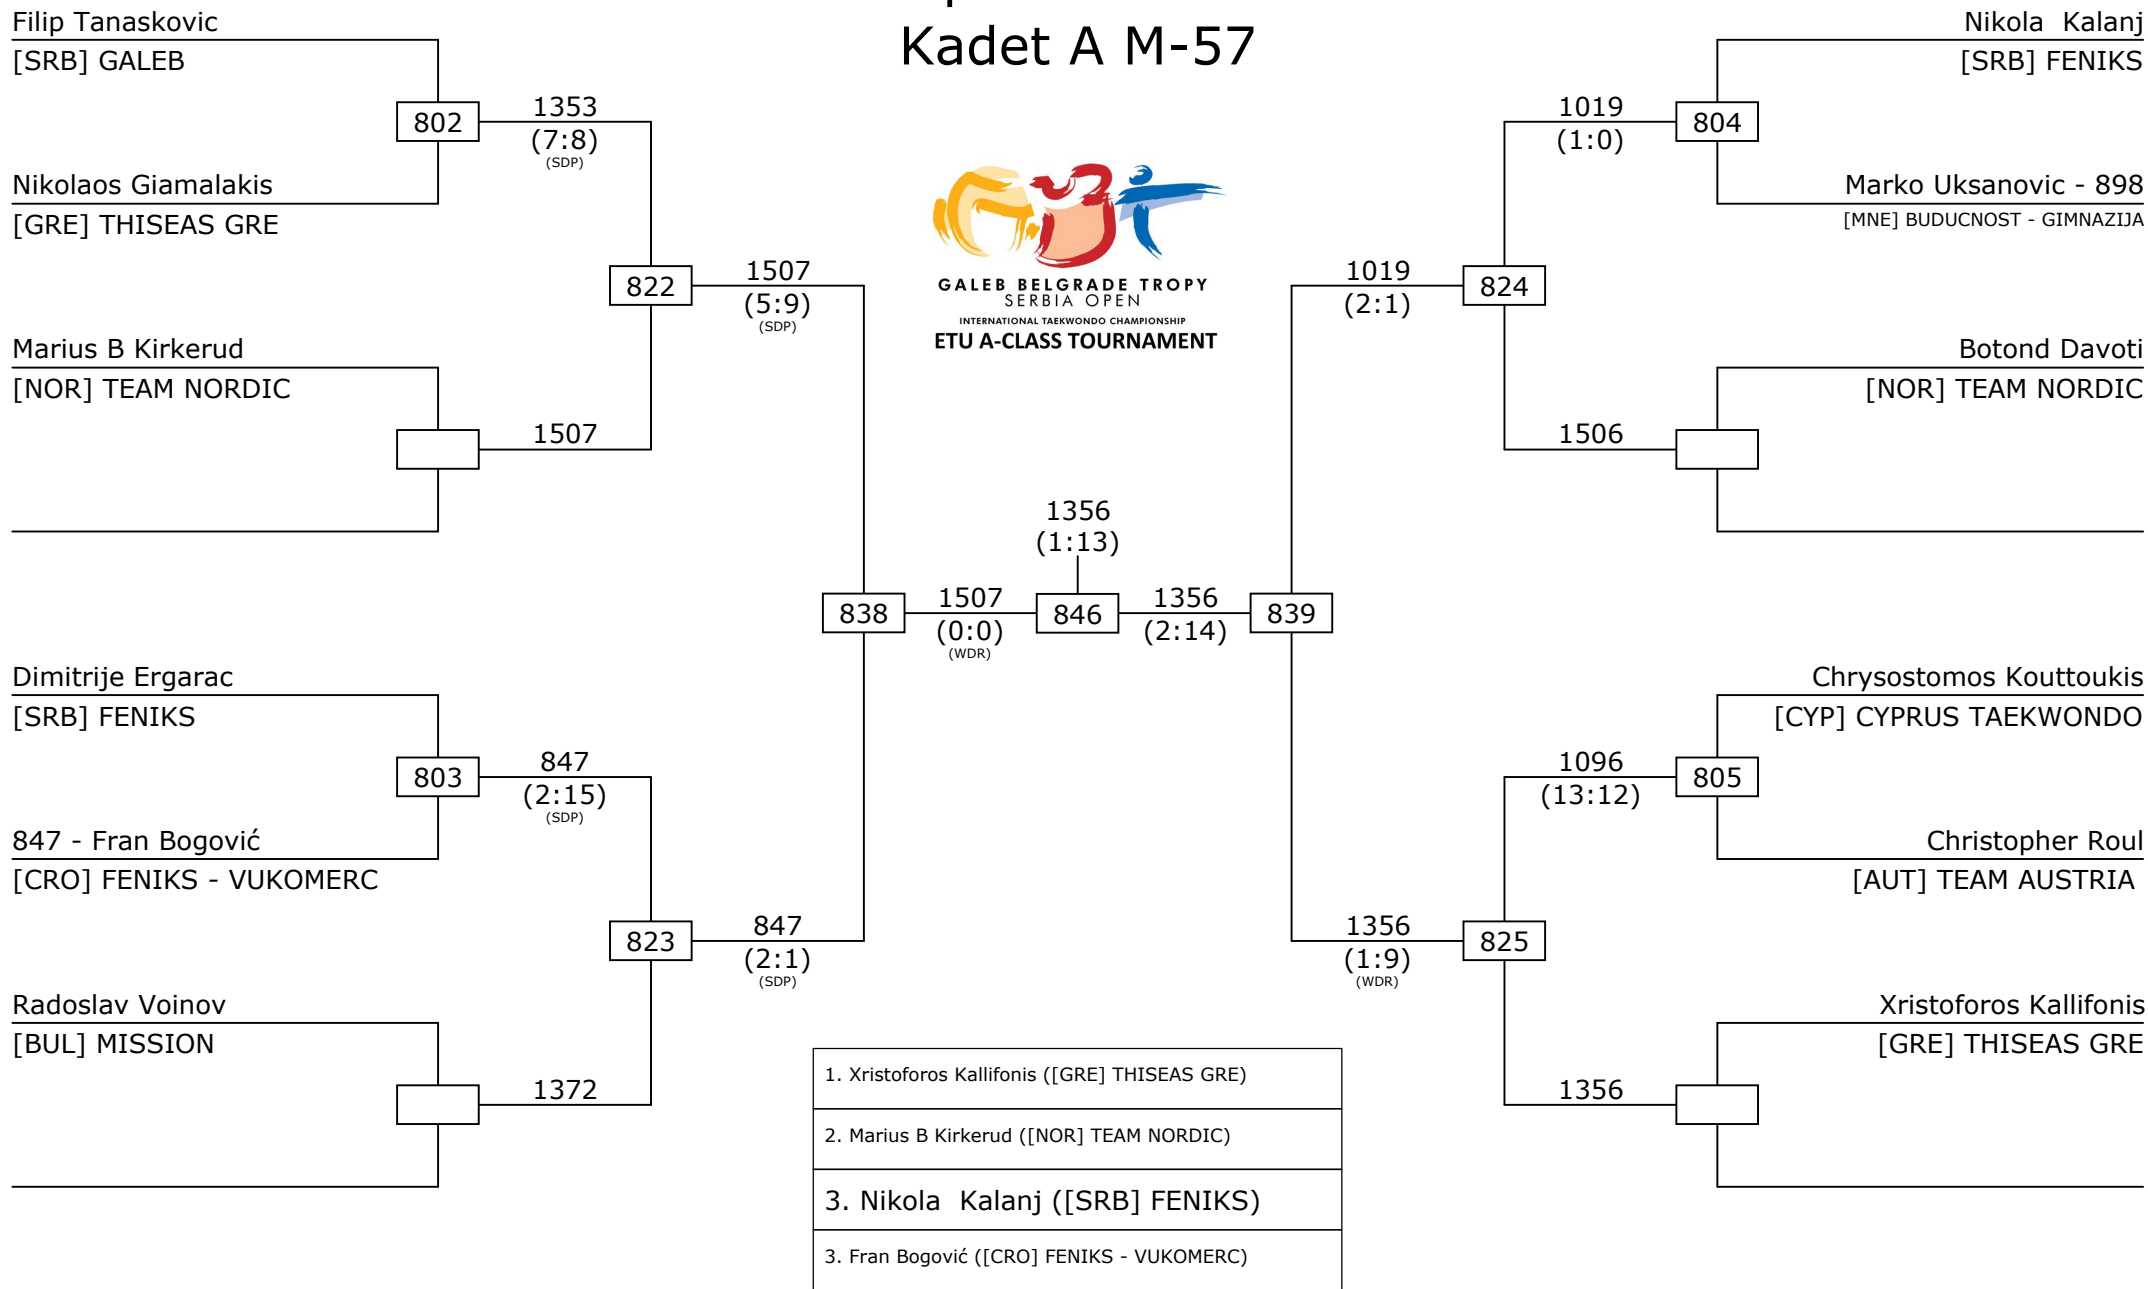 Kadet A M-57
Filip Tanaskovic
[SRB] GALEB
802
1353
(7:8)
(SDP)
Nikolaos Giamalakis
[GRE] THISEAS GRE
822
1507
(5:9)
(SDP)
Marius B Kirkerud
[NOR] TEAM NORDIC
1507
Dimitrije Ergarac
[SRB] FENIKS
803
847
(2:15)
(SDP)
847 - Fran Bogović
[CRO] FENIKS - VUKOMERC
823
847
(2:1)
(SDP)
Radoslav Voinov
[BUL] MISSION
1372
838
1507
(0:0)
(WDR)
GALEB BELGRADE TROPY
SERBIA OPEN
INTERNATIONAL TAEKWONDO CHAMPIONSHIP
ETU A-CLASS TOURNAMENT
1356
(1:13)
846
1356
(2:14)
839
Nikola  Kalanj
[SRB] FENIKS
1019
(1:0)
804
Marko Uksanovic - 898
[MNE] BUDUCNOST - GIMNAZIJA
1019
(2:1)
824
Botond Davoti
[NOR] TEAM NORDIC
1506
Chrysostomos Kouttoukis
[CYP] CYPRUS TAEKWONDO
1096
(13:12)
805
Christopher Roul
[AUT] TEAM AUSTRIA
1356
(1:9)
(WDR)
825
Xristoforos Kallifonis
[GRE] THISEAS GRE
1356
1. Xristoforos Kallifonis ([GRE] THISEAS GRE)
2. Marius B Kirkerud ([NOR] TEAM NORDIC)
3. Nikola  Kalanj ([SRB] FENIKS)
3. Fran Bogović ([CRO] FENIKS - VUKOMERC)